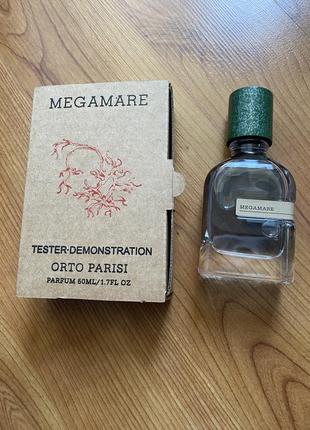 MEGAMARE
TESTER·DEMONSTRATION
ORTO PARISI
PARFUM 50ML/1.7FL OZ
MEGAMARE